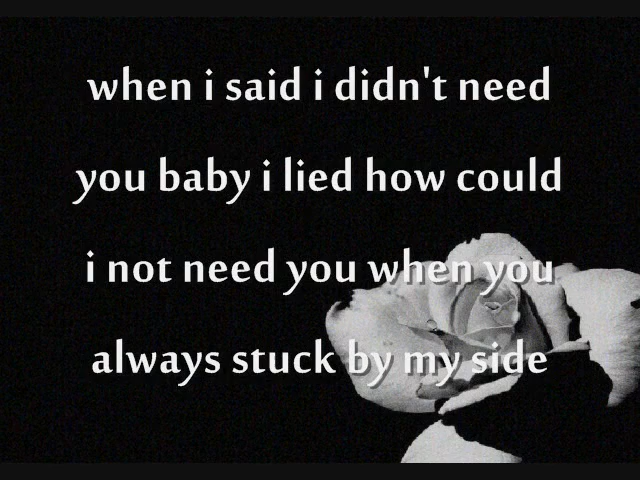 when i said i didn't need
you baby i lied how could
i not need you when you
always stuck by my side